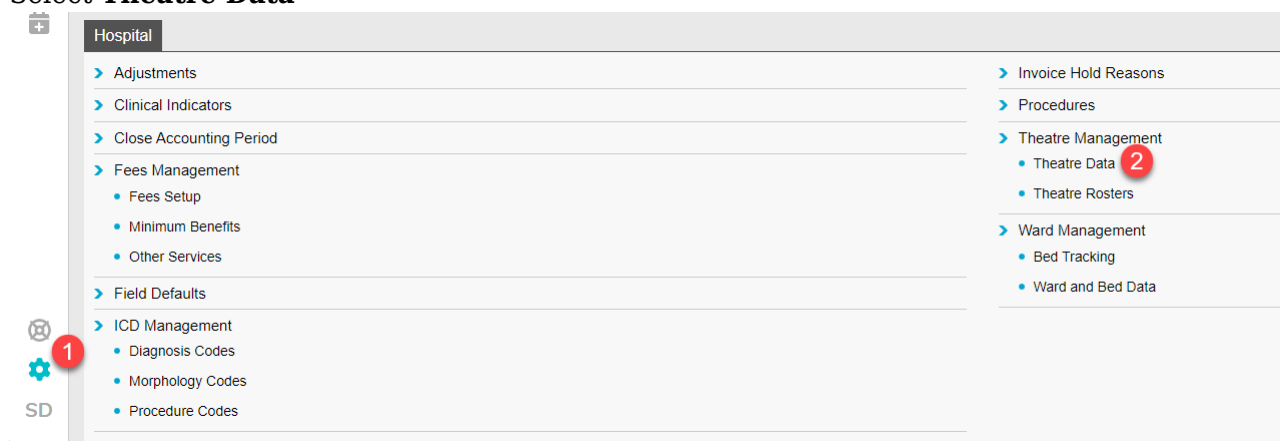 Select Theatre Data
Hospital
Adjustments
Clinical Indicators
Close Accounting Period
Fees Management
Fees Setup
Minimum Benefits
Other Services
Field Defaults
ICD Management
Diagnosis Codes
Morphology Codes
Procedure Codes
Invoice Hold Reasons
Procedures
Theatre Management
Theatre Data 2
Theatre Rosters
Ward Management
Bed Tracking
Ward and Bed Data
1
SD